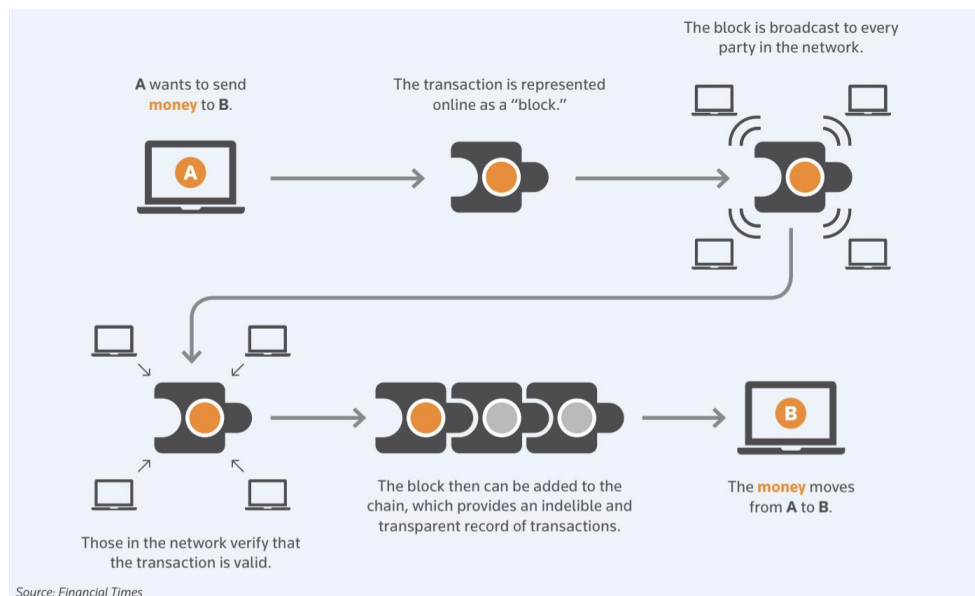 A wants to send
money to B.
A
The transaction is represented
online as a “block.”
The block is broadcast to every
party in the network.
Those in the network verify that
the transaction is valid.
The block then can be added to the
chain, which provides an indelible and
transparent record of transactions.
B
The money moves
from A to B.
Source: Financial Times